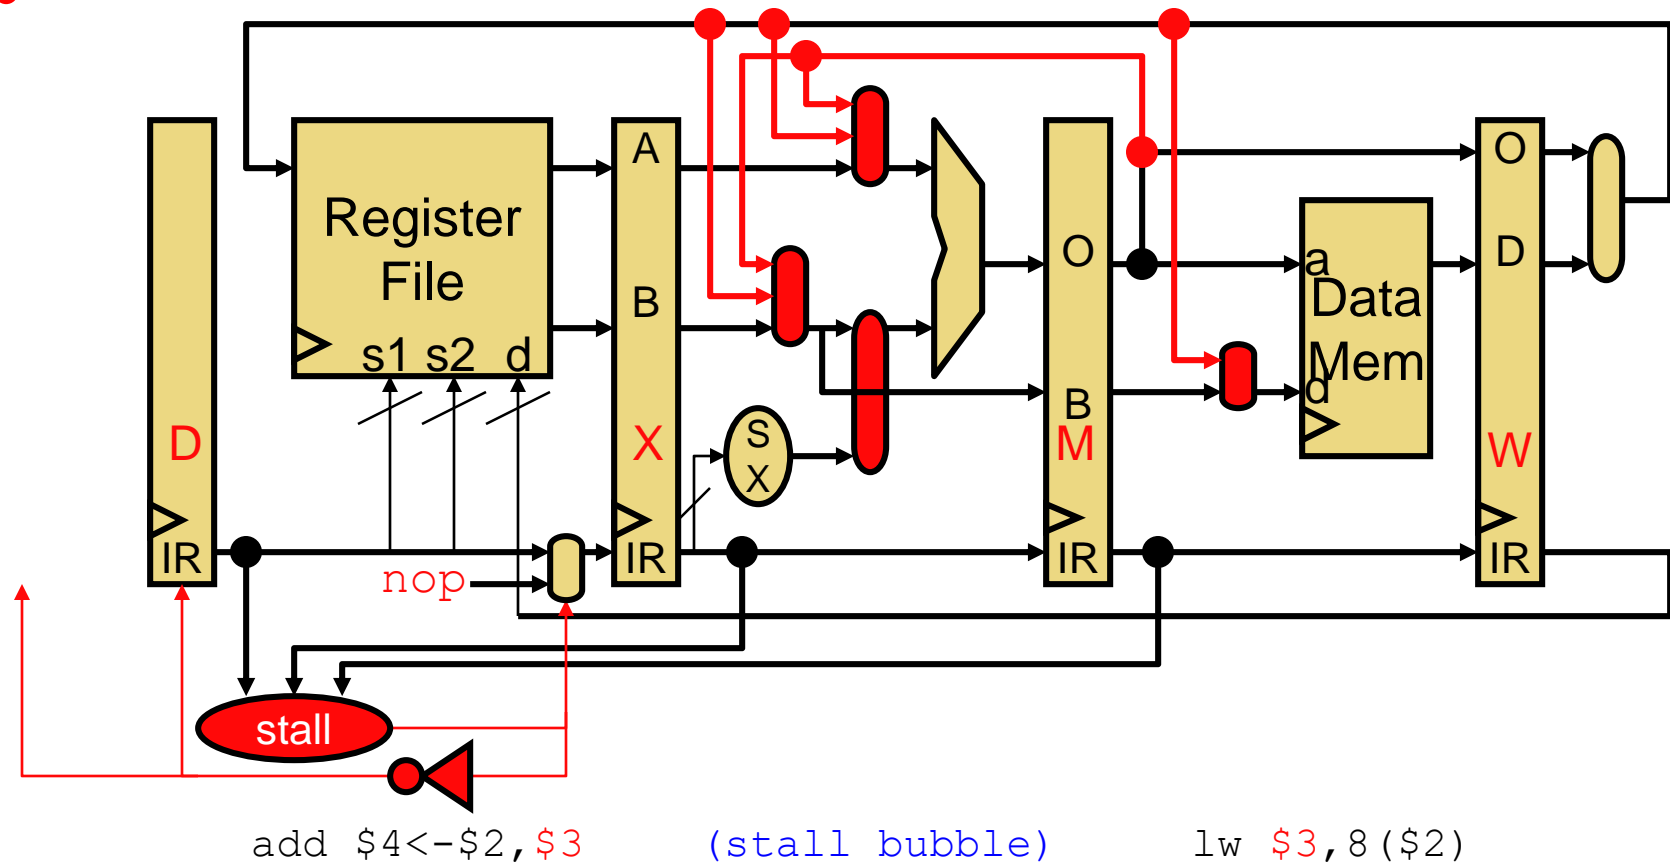 A
O
Register
File
O
D
a
B
Data
Mem
s1 s2 d
d
B
D
X
S
X
M
W
IR
IR
IR
IR
nop
stall
add $4<-$2,$3
(stall bubble)
lw $3,8($2)